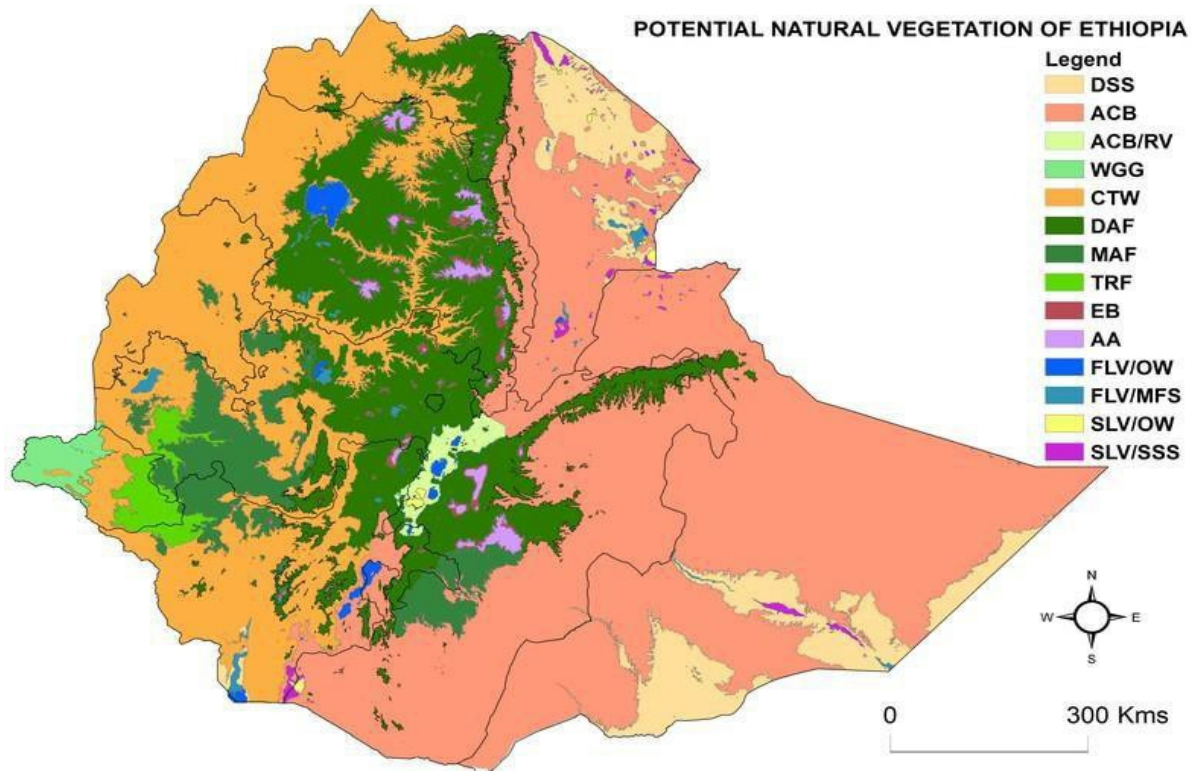 POTENTIAL NATURAL VEGETATION OF ETHIOPIA
Legend
DSS
ACB
ACB/RV
WGG
CTW
DAF
MAF
TRF
EB
AA
FLV/OW
FLV/MFS
SLV/OW
SLV/SSS
N
W E
S
0 300 Kms